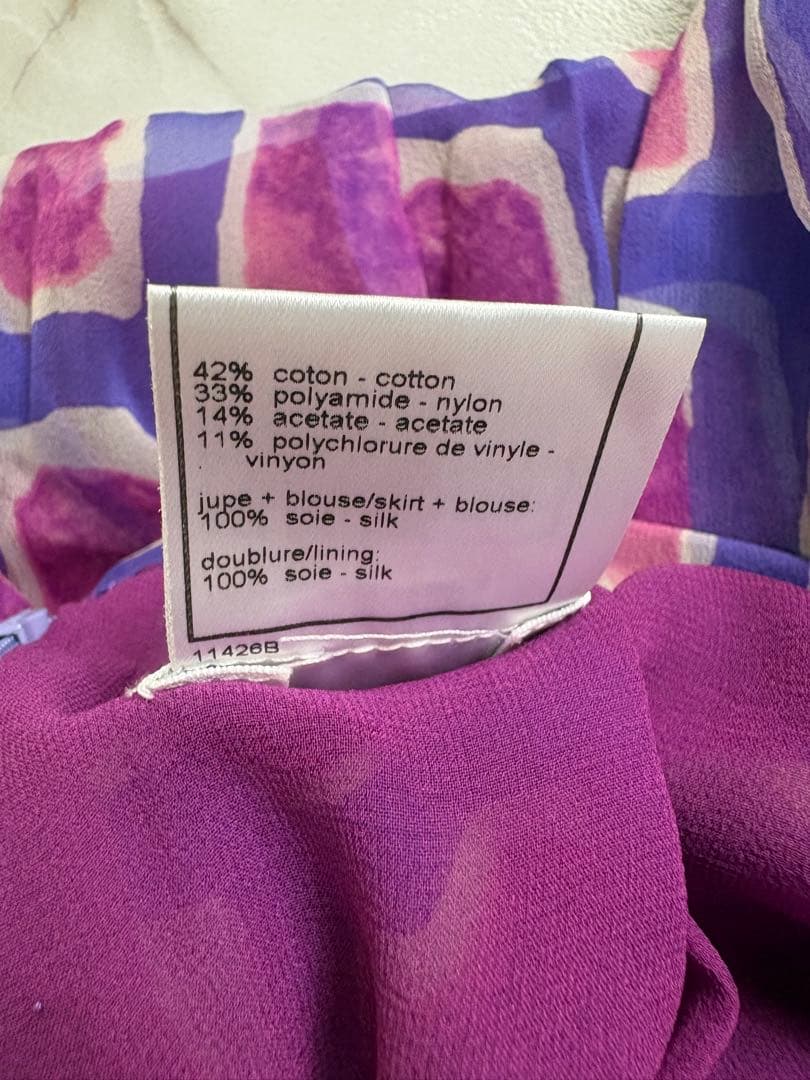 42% coton - cotton
33% polyamide - nylon
14% acetate - acetate
11% polychlorure de vinyle -
. vinyon
jupe + blouse/skirt + blouse:
100% soie - silk
doublure/lining:
100% soie - silk
11426B